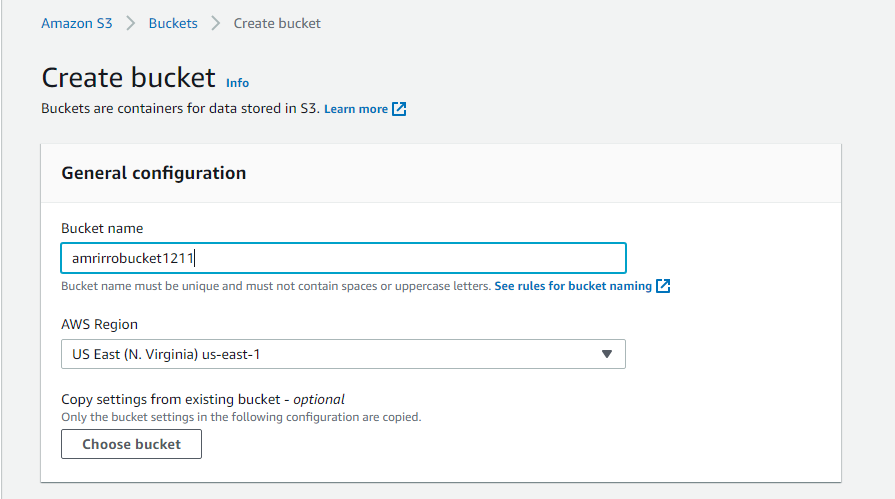 Amazon S3 > Buckets > Create bucket
Create bucket Info
Buckets are containers for data stored in S3. Learn more
General configuration
Bucket name
amrirrobucket1211
Bucket name must be unique and must not contain spaces or uppercase letters. See rules for bucket naming
AWS Region
US East (N. Virginia) us-east-1
Copy settings from existing bucket - optional
Only the bucket settings in the following configuration are copied.
Choose bucket